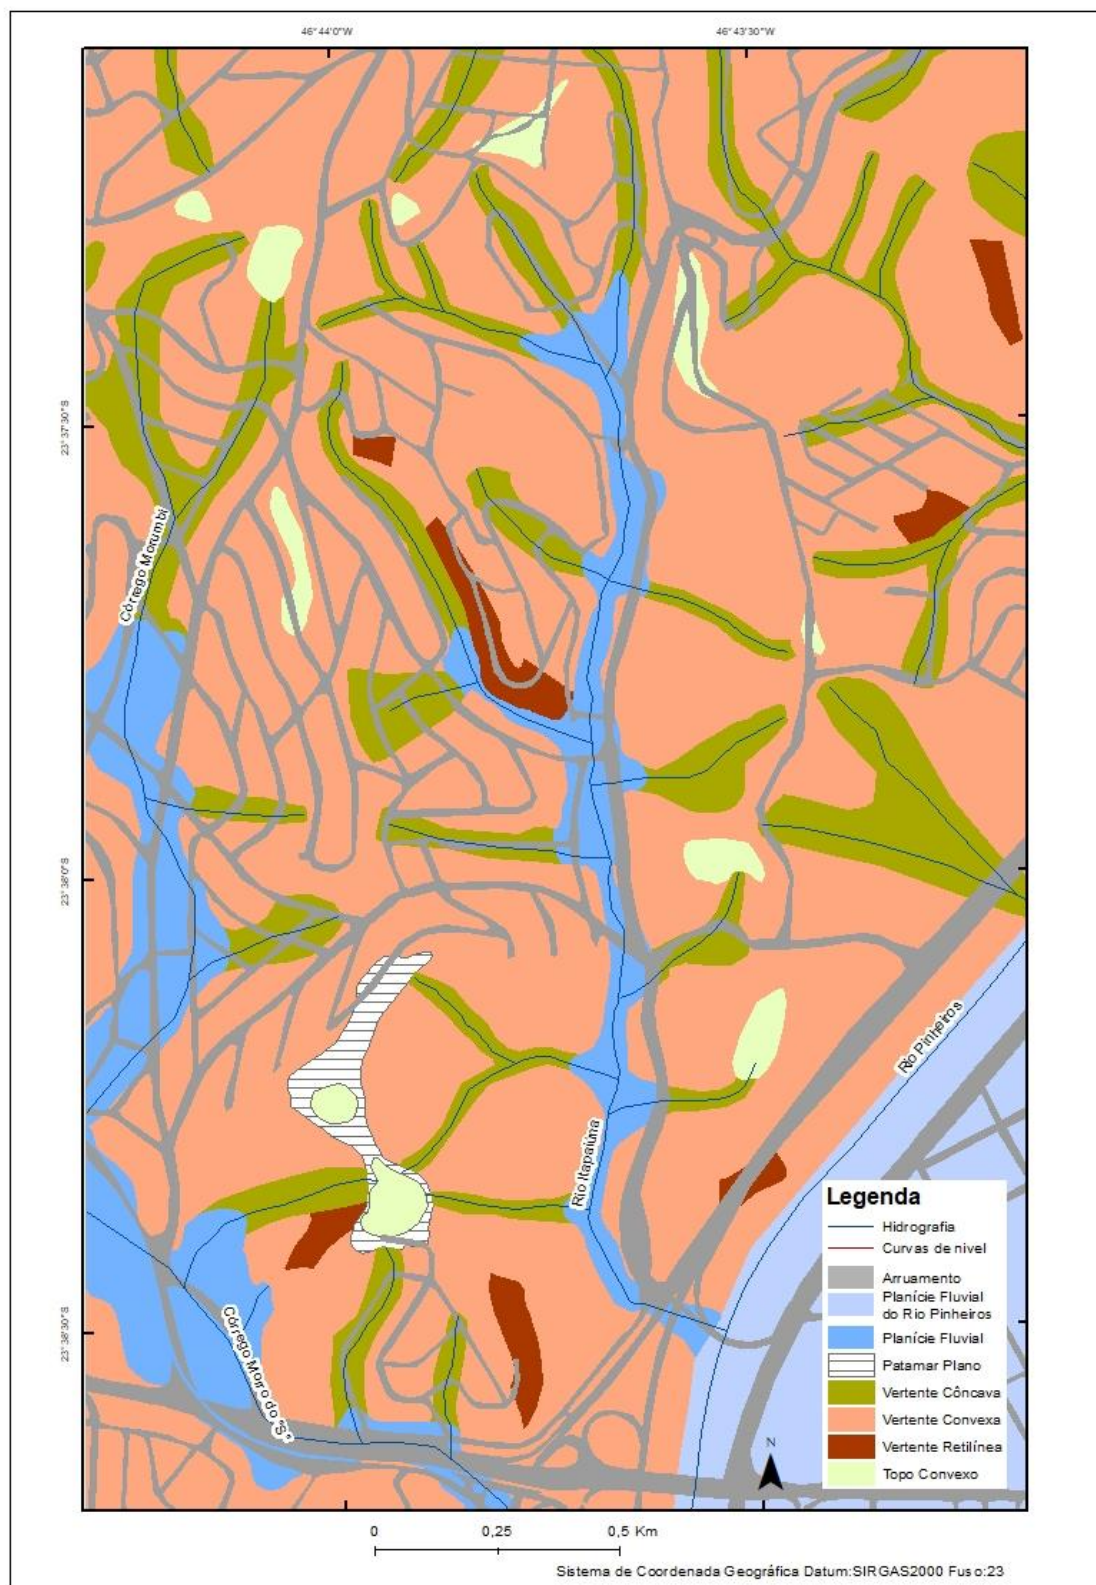 46°44'0"W
46°43'30"W
23°37'30"S
23°38'0"S
23°38'30"S
Córrego Morumbi
Rio Pinheiros
Rio Itapaiúna
Córrego Morro do "S"
Legenda
Hidrografia
Curvas de nivel
Arruamento
Planície Fluvial
do Rio Pinheiros
Planície Fluvial
Patamar Plano
Vertente Côncava
Vertente Convexa
Vertente Retilínea
Topo Convexo
N
0 0,25 0,5 Km
Sistema de Coordenada Geográfica Datum:SIRGAS2000 Fuso:23